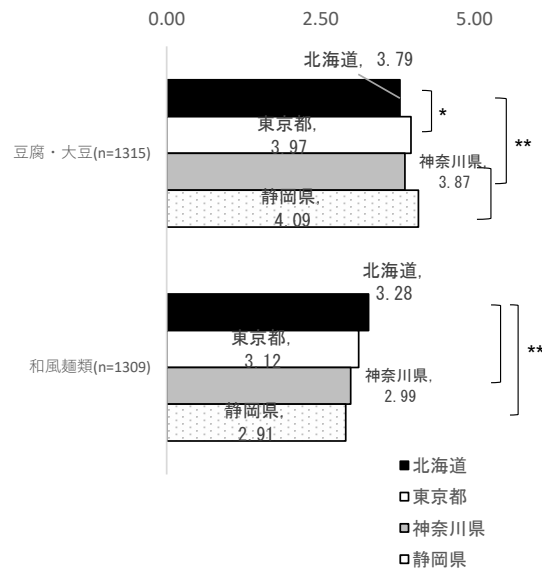 0.00 2.50 5.00
北海道, 3.79
*
東京都,
3.97
**
豆腐・大豆(n=1315)
神奈川県,
3.87
静岡県,
4.09
北海道,
3.28
東京都,
3.12
**
和風麺類(n=1309)
神奈川県,
2.99
静岡県,
2.91
北海道
東京都
神奈川県
静岡県